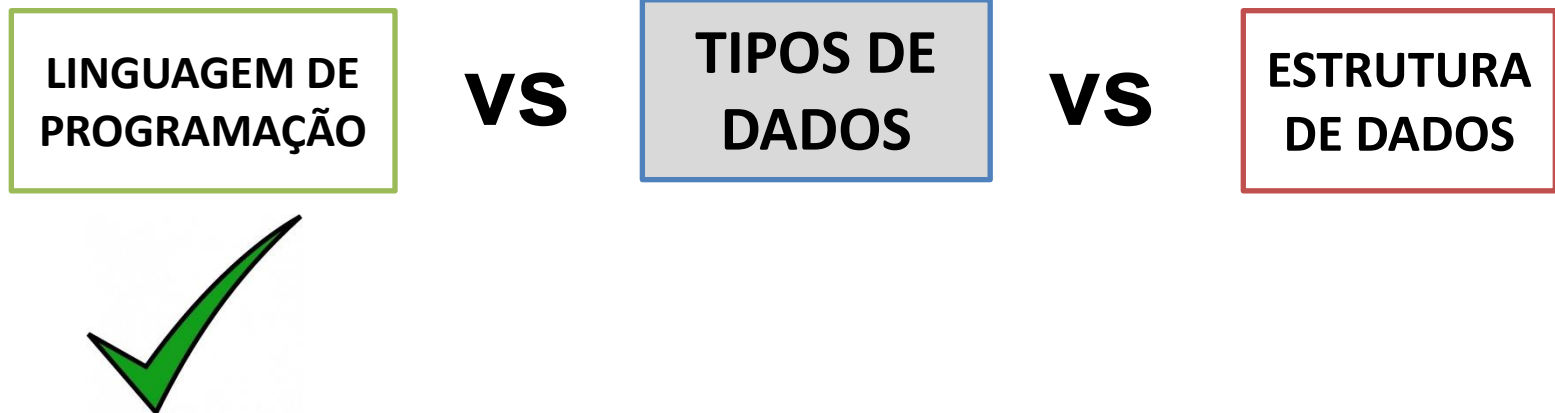 LINGUAGEM DE
PROGRAMAÇÃO
vs
TIPOS DE
DADOS
vs
ESTRUTURA
DE DADOS